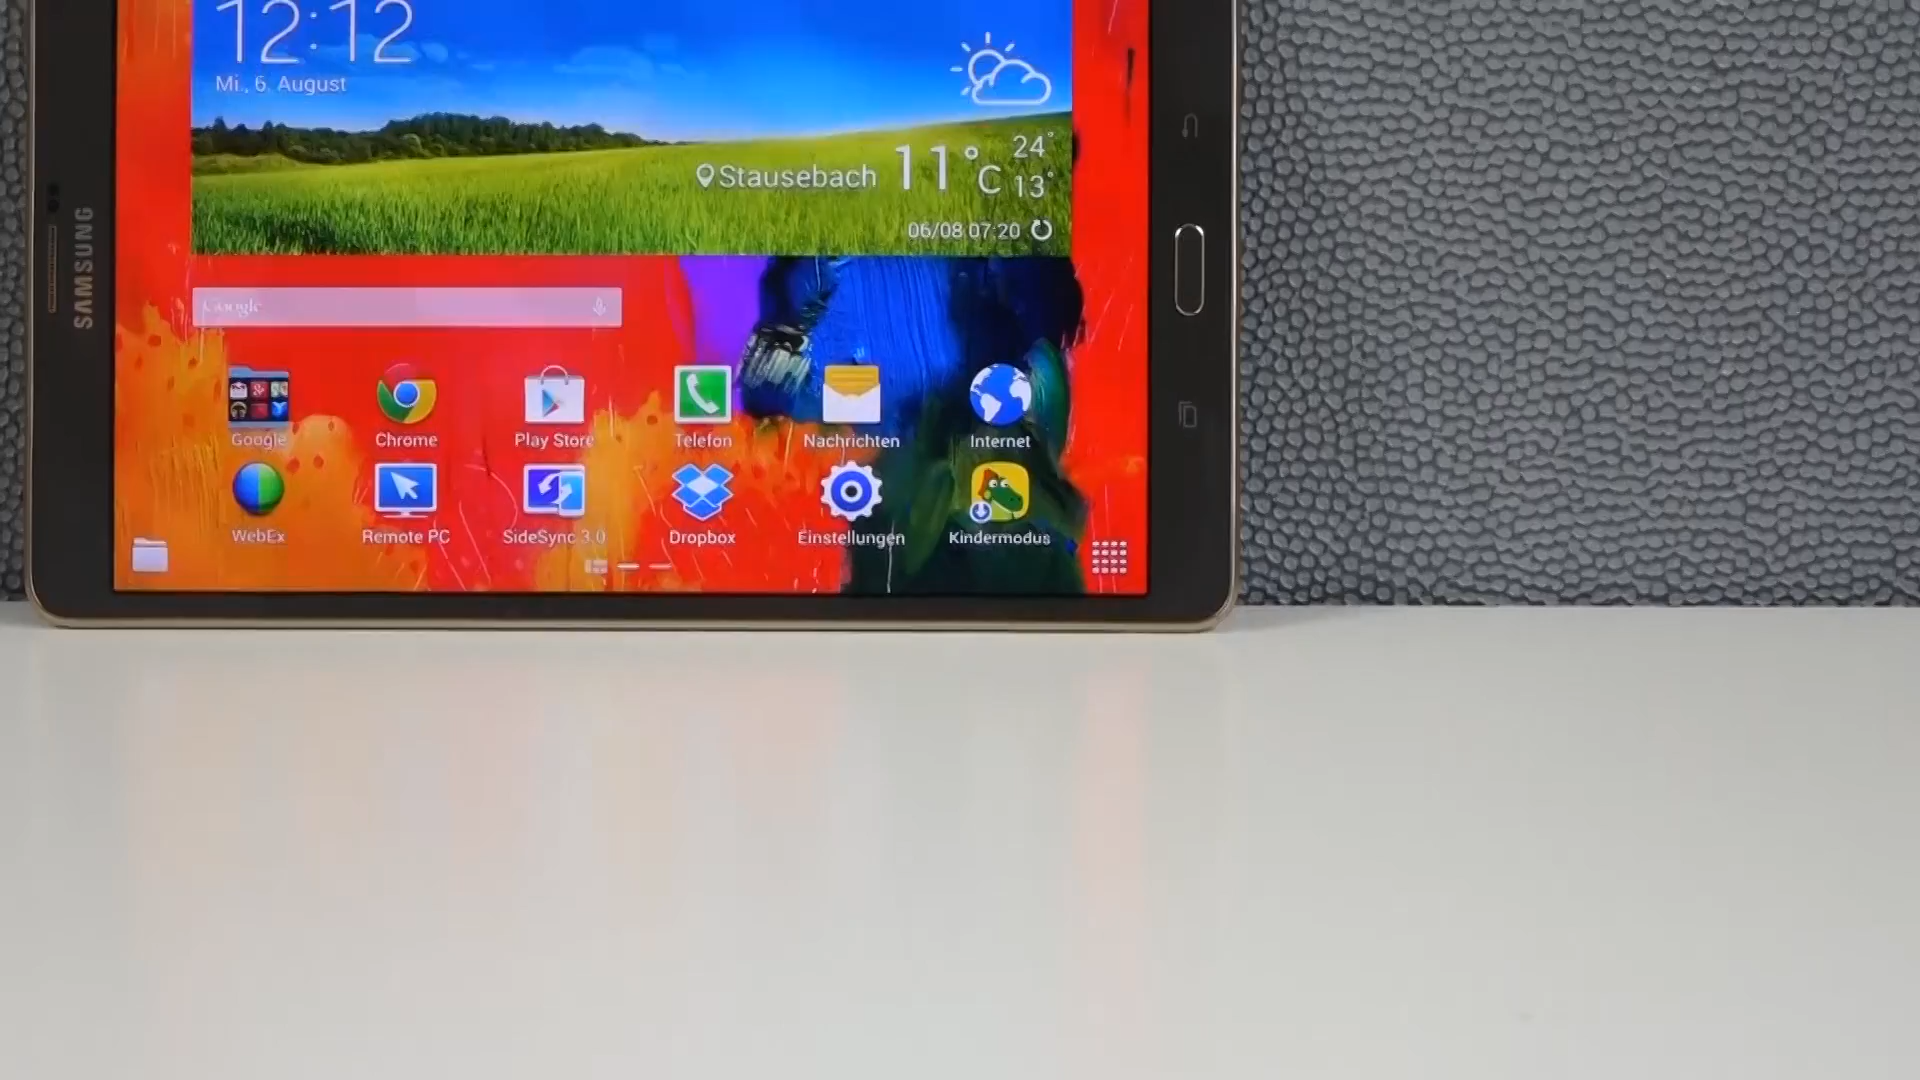 12:12
Mi., 6. August
Stausebach 11°C 24° 13°
06/08 07:20
SAMSUNG
Google
Google Chrome Play Store Telefon Nachrichten Internet
WebEx Remote PC SideSync 3.0 Dropbox Einstellungen Kindermodus